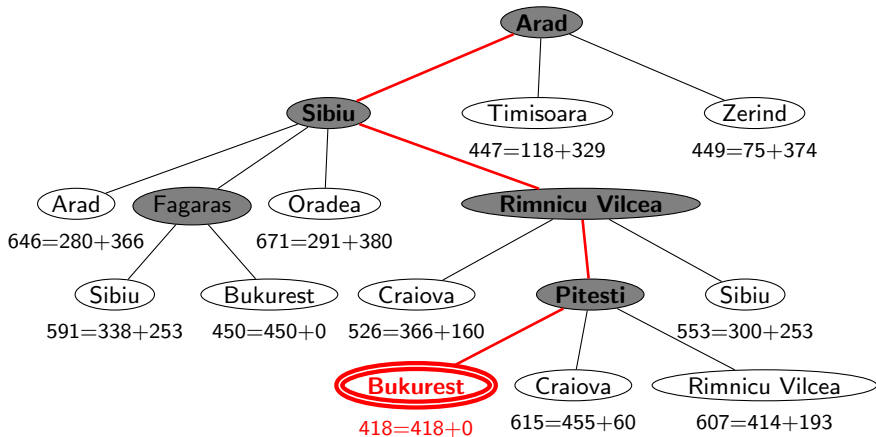 Arad
Sibiu Timisoara Zerind
447=118+329 449=75+374
Arad Fagaras Oradea Rimnicu Vilcea
646=280+366 671=291+380
Sibiu Bukurest Craiova Pitesti Sibiu
591=338+253 450=450+0 526=366+160 553=300+253
Bukurest Craiova Rimnicu Vilcea
418=418+0 615=455+60 607=414+193